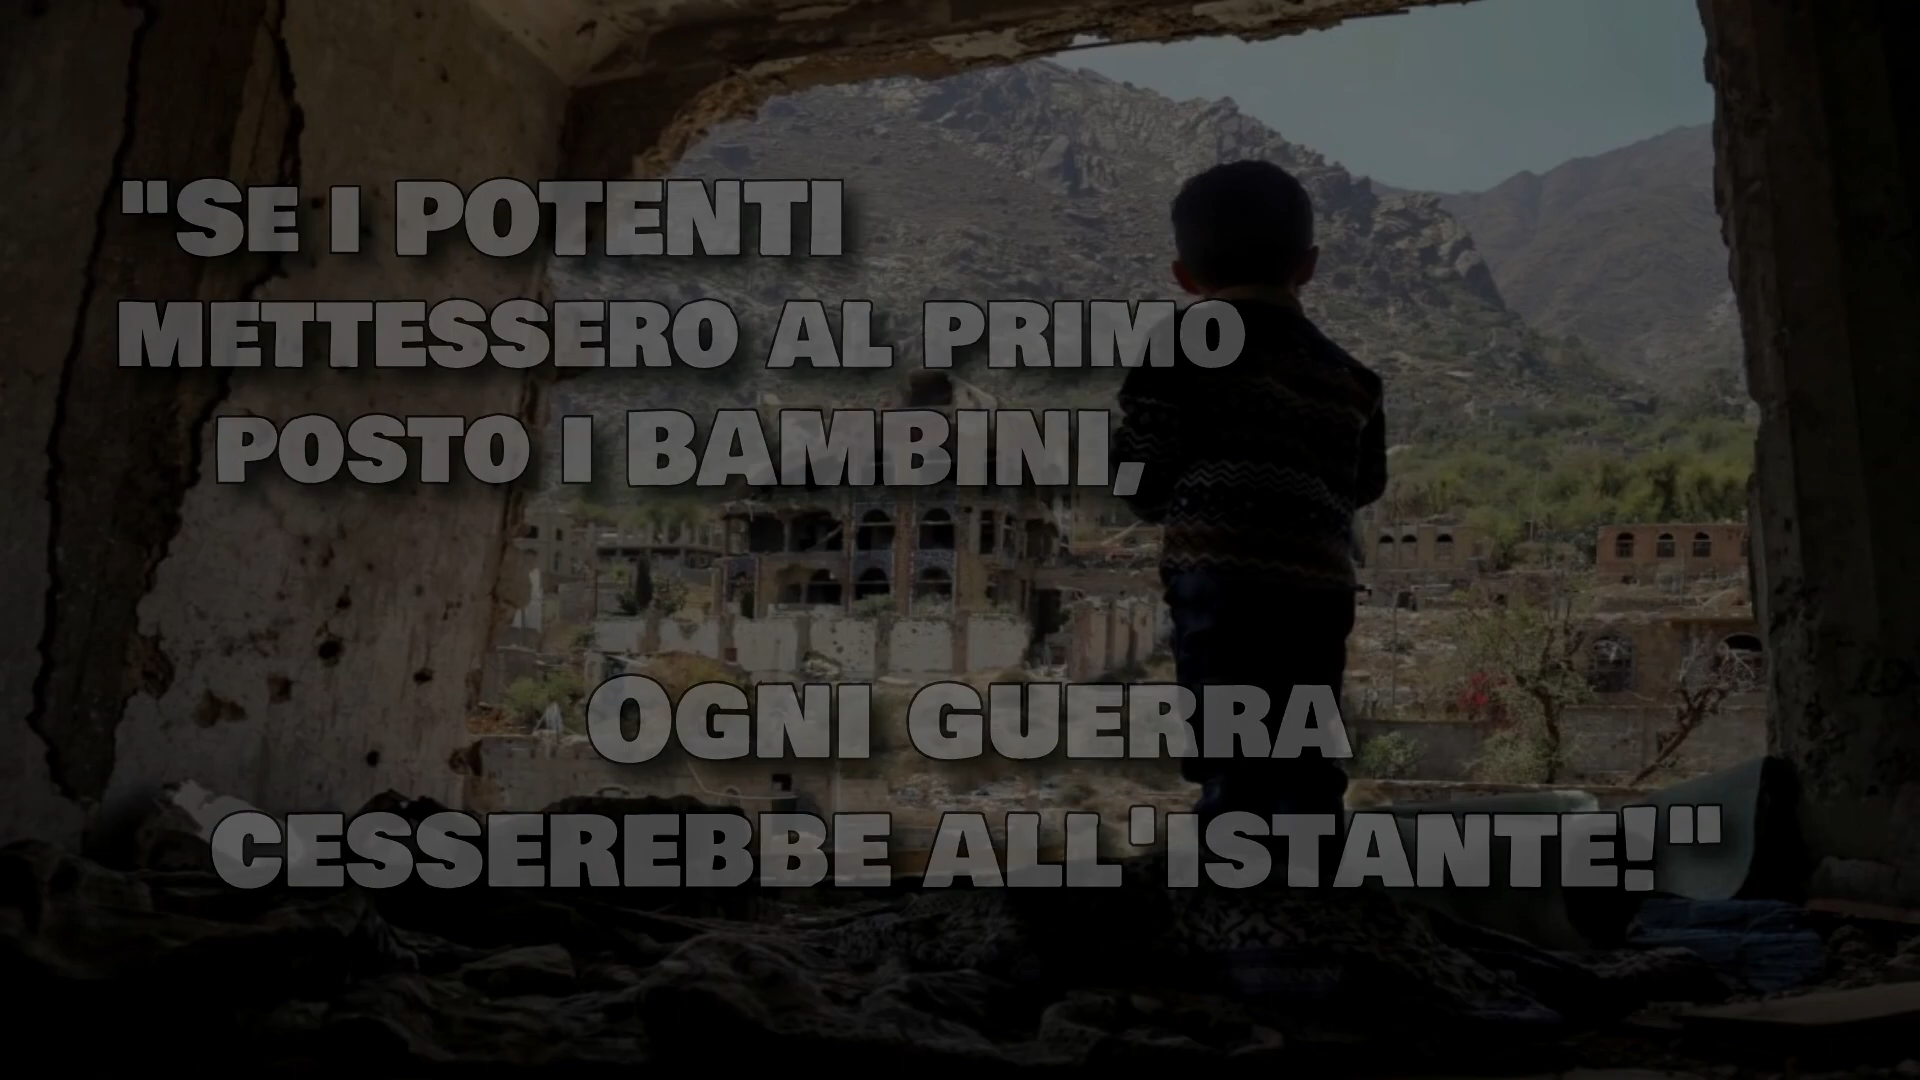 "Se i POTENTI
METTESSERO AL PRIMO
POSTO I BAMBINI,
OGNI GUERRA
CESSEREBBE ALL'ISTANTE!"